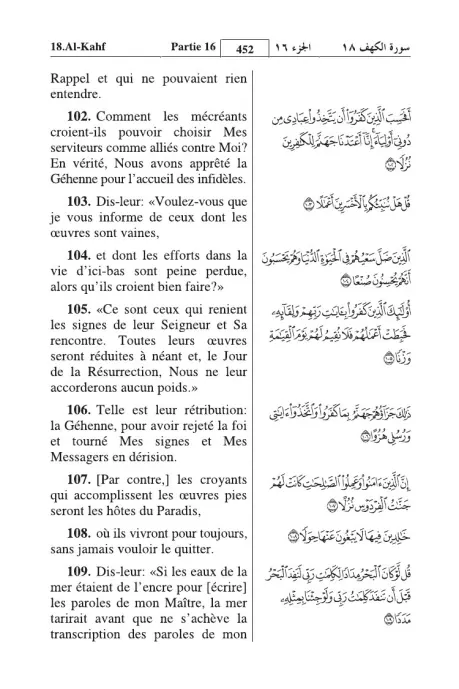 18.Al-Kahf Partie 16 452 الجزء ١٦ سورة الكهف ١٨
Rappel et qui ne pouvaient rien
entendre.
102. Comment les mécréants
croient-ils pouvoir choisir Mes
serviteurs comme alliés contre Moi?
En vérité, Nous avons apprêté la
Géhenne pour l’accueil des infidèles.
103. Dis-leur: «Voulez-vous que
je vous informe de ceux dont les
œuvres sont vaines,
104. et dont les efforts dans la
vie d’ici-bas sont peine perdue,
alors qu’ils croient bien faire?»
105. «Ce sont ceux qui renient
les signes de leur Seigneur et Sa
rencontre. Toutes leurs œuvres
seront réduites à néant et, le Jour
de la Résurrection, Nous ne leur
accorderons aucun poids.»
106. Telle est leur rétribution:
la Géhenne, pour avoir rejeté la foi
et tourné Mes signes et Mes
Messagers en dérision.
107. [Par contre,] les croyants
qui accomplissent les œuvres pies
seront les hôtes du Paradis,
108. où ils vivront pour toujours,
sans jamais vouloir le quitter.
109. Dis-leur: «Si les eaux de la
mer étaient de l’encre pour [écrire]
les paroles de mon Maître, la mer
tarirait avant que ne s’achève la
transcription des paroles de mon
أَفَحَسِبَ ٱلَّذِينَ كَفَرُوٓا۟ أَن يَتَّخِذُوا۟ عِبَادِى مِن
دُونِىٓ أَوْلِيَآءَ ۚ إِنَّآ أَعْتَدْنَا جَهَنَّمَ لِلْكَٰفِرِينَ
نُزُلًا ١٠٢
قُلْ هَلْ نُنَبِّئُكُم بِٱلْأَخْسَرِينَ أَعْمَٰلًا ١٠٣
ٱلَّذِينَ ضَلَّ سَعْيُهُمْ فِى ٱلْحَيَوٰةِ ٱلدُّنْيَا وَهُمْ يَحْسَبُونَ
أَنَّهُمْ يُحْسِنُونَ صُنْعًا ١٠٤
أُو۟لَٰٓئِكَ ٱلَّذِينَ كَفَرُوا۟ بِـَٔايَٰتِ رَبِّهِمْ وَلِقَآئِهِۦ
فَحَبِطَتْ أَعْمَٰلُهُمْ فَلَا نُقِيمُ لَهُمْ يَوْمَ ٱلْقِيَٰمَةِ
وَزْنًا ١٠٥
ذَٰلِكَ جَزَآؤُهُمْ جَهَنَّمُ بِمَا كَفَرُوا۟ وَٱتَّخَذُوٓا۟ ءَايَٰتِى
وَرُسُلِى هُزُوًا ١٠٦
إِنَّ ٱلَّذِينَ ءَامَنُوا۟ وَعَمِلُوا۟ ٱلصَّٰلِحَٰتِ كَانَتْ لَهُمْ
جَنَّٰتُ ٱلْفِرْدَوْسِ نُزُلًا ١٠٧
خَٰلِدِينَ فِيهَا لَا يَبْغُونَ عَنْهَا حِوَلًا ١٠٨
قُل لَّوْ كَانَ ٱلْبَحْرُ مِدَادًا لِّكَلِمَٰتِ رَبِّى لَنَفِدَ ٱلْبَحْرُ
قَبْلَ أَن تَنفَدَ كَلِمَٰتُ رَبِّى وَلَوْ جِئْنَا بِمِثْلِهِۦ
مَدَدًا ١٠٩